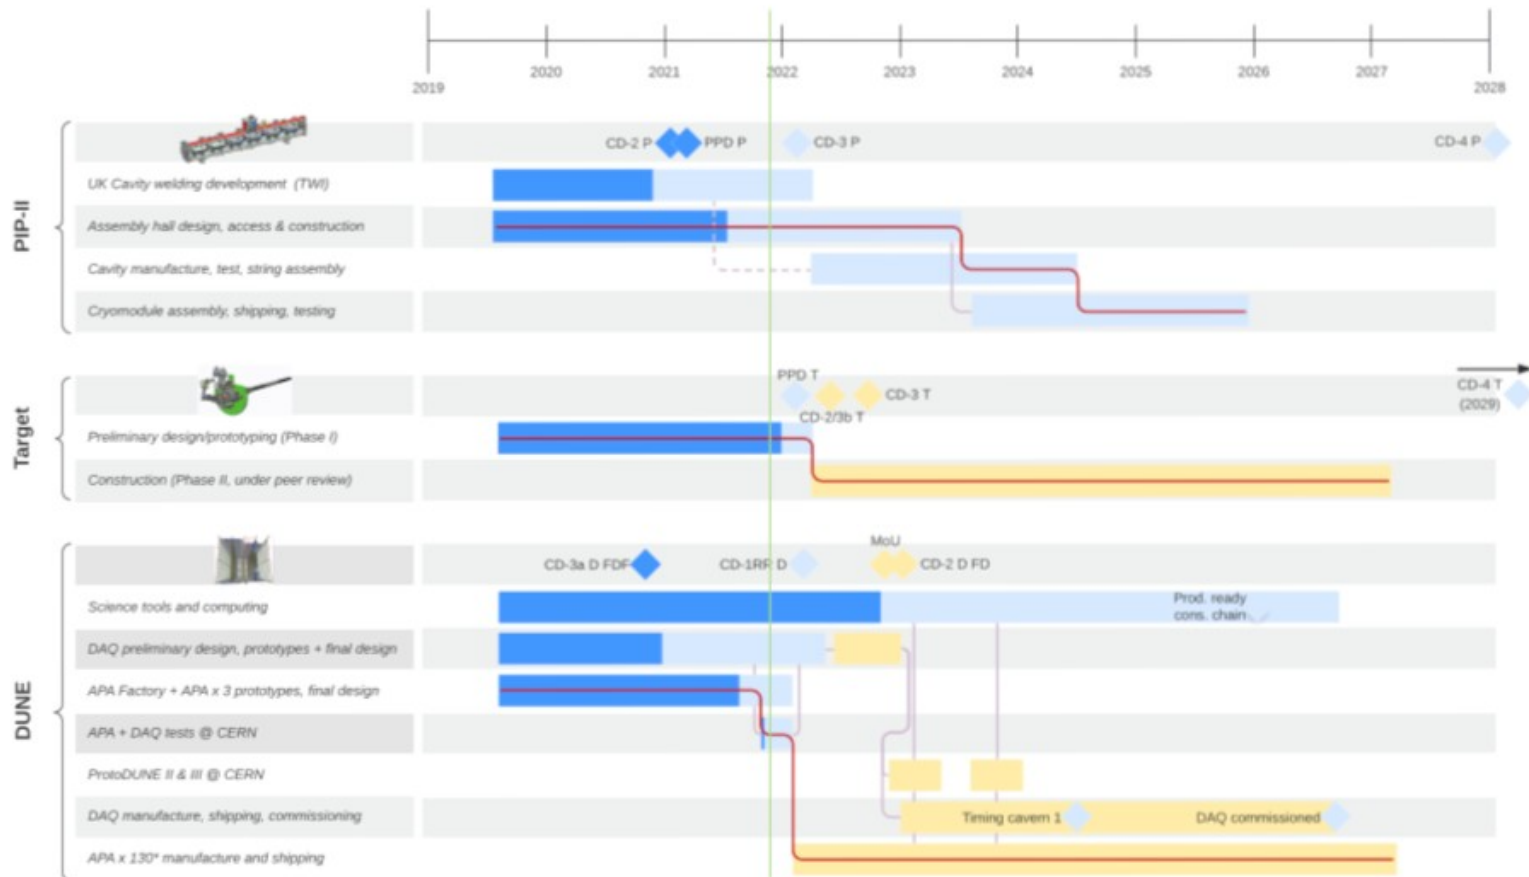 2019
2020
2021
2022
2023
2024
2025
2026
2027
2028
PIP-II
CD-2 P
PPD P
CD-3 P
CD-4 P
UK Cavity welding development (TWI)
Assembly hall design, access & construction
Cavity manufacture, test, string assembly
Cryomodule assembly, shipping, testing
Target
PPD T
CD-3 T
CD-2/3b T
CD-4 T
(2029)
Preliminary design/prototyping (Phase I)
Construction (Phase II, under peer review)
DUNE
MoU
CD-3a D FDF
CD-1RR D
CD-2 D FD
Science tools and computing
Prod. ready
cons. chain
DAQ preliminary design, prototypes + final design
APA Factory + APA x 3 prototypes, final design
APA + DAQ tests @ CERN
ProtoDUNE II & III @ CERN
DAQ manufacture, shipping, commissioning
Timing cavern 1
DAQ commissioned
APA x 130* manufacture and shipping